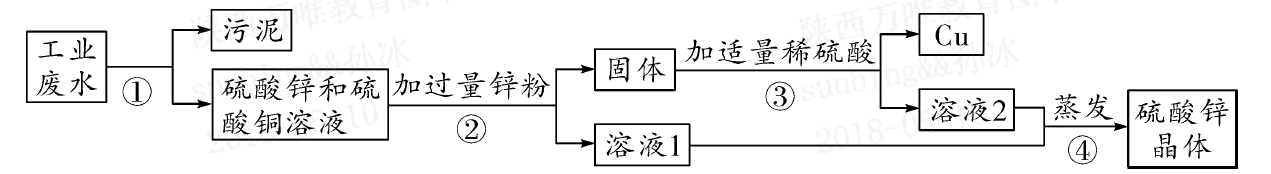 工业
废水
①
污泥
硫酸锌和硫
酸铜溶液
加过量锌粉
②
固体
溶液1
加适量稀硫酸
③
Cu
溶液2
蒸发
④
硫酸锌
晶体